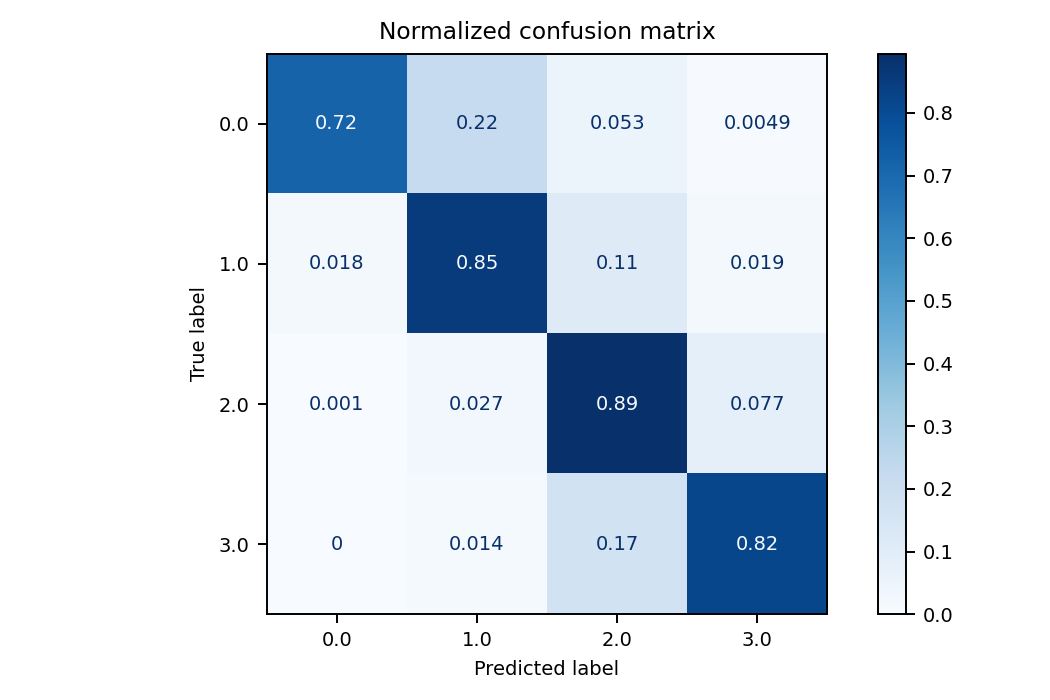 Normalized confusion matrix
0.0 0.72 0.22 0.053 0.0049
1.0 0.018 0.85 0.11 0.019
2.0 0.001 0.027 0.89 0.077
3.0 0 0.014 0.17 0.82
0.0 1.0 2.0 3.0
Predicted label
True label
0.8
0.7
0.6
0.5
0.4
0.3
0.2
0.1
0.0